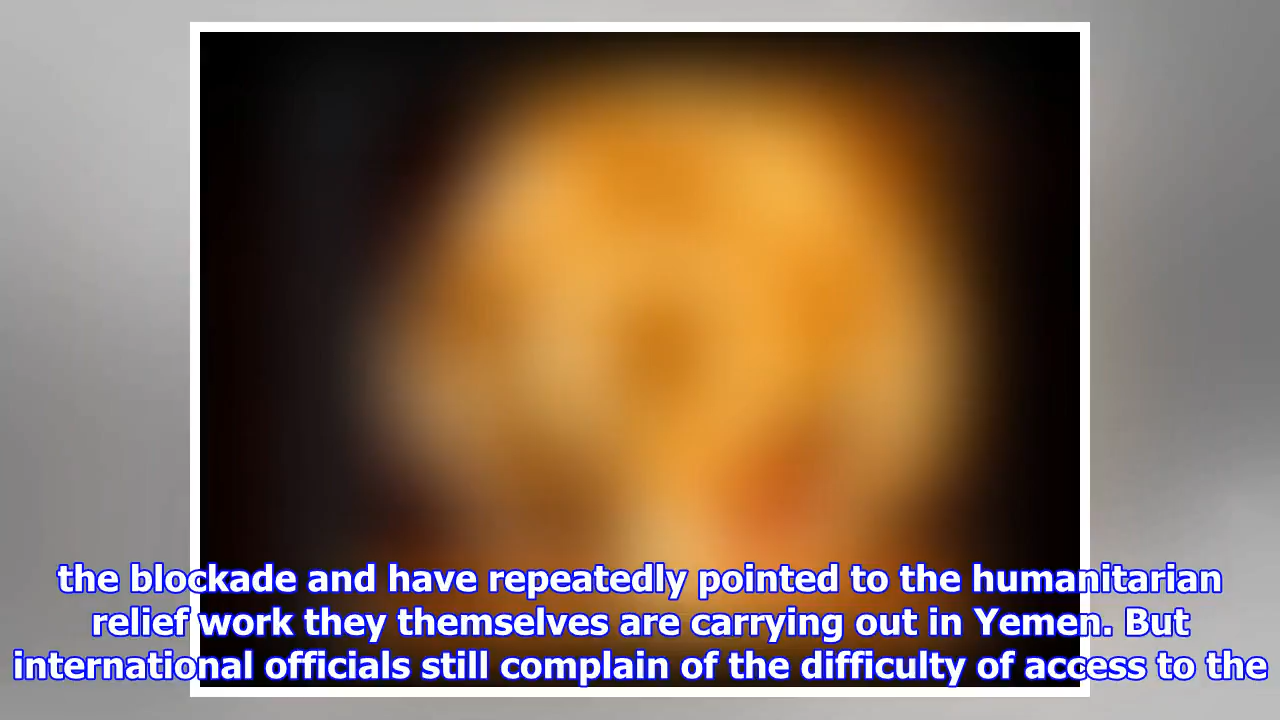 the blockade and have repeatedly pointed to the humanitarian
relief work they themselves are carrying out in Yemen. But
international officials still complain of the difficulty of access to the